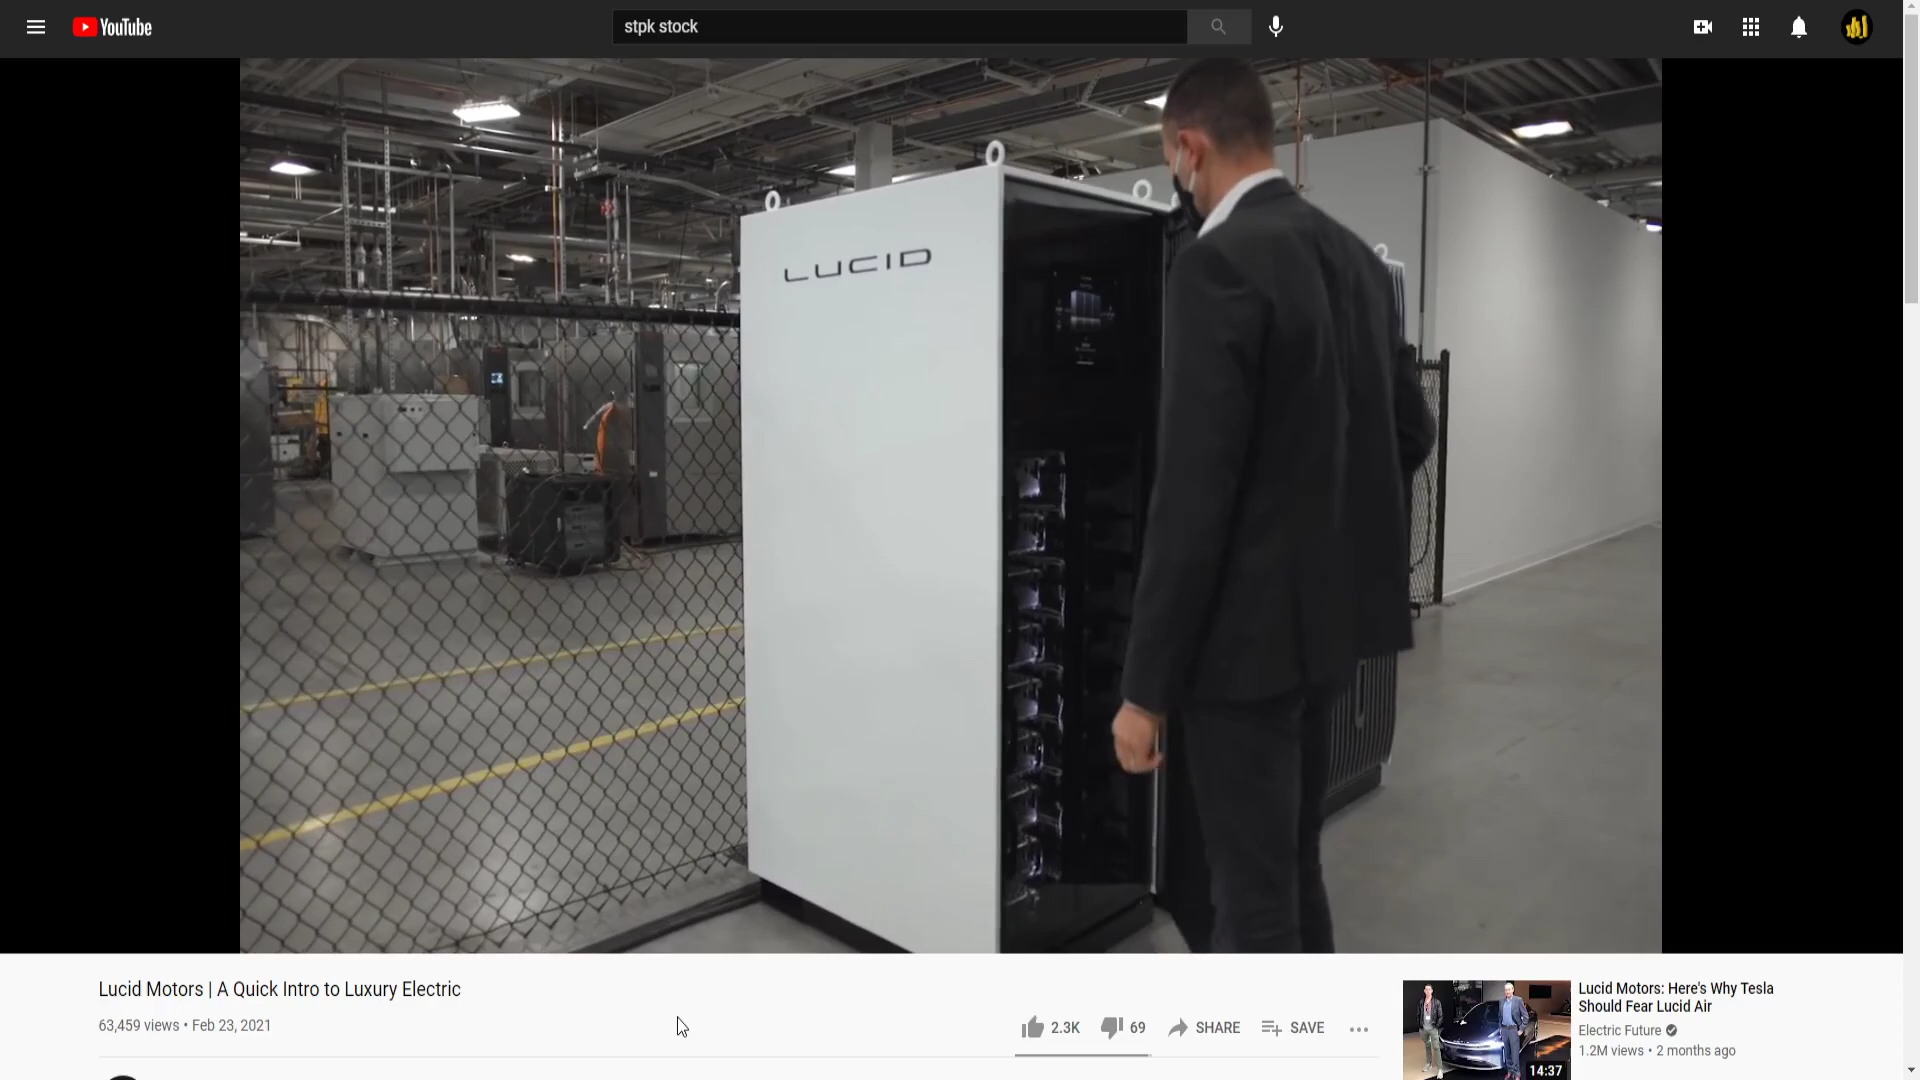 YouTube
stpk stock
LUCID
Lucid Motors | A Quick Intro to Luxury Electric
63,459 views • Feb 23, 2021
2.3K
69
SHARE
SAVE
Lucid Motors: Here's Why Tesla
Should Fear Lucid Air
Electric Future
1.2M views • 2 months ago
14:37